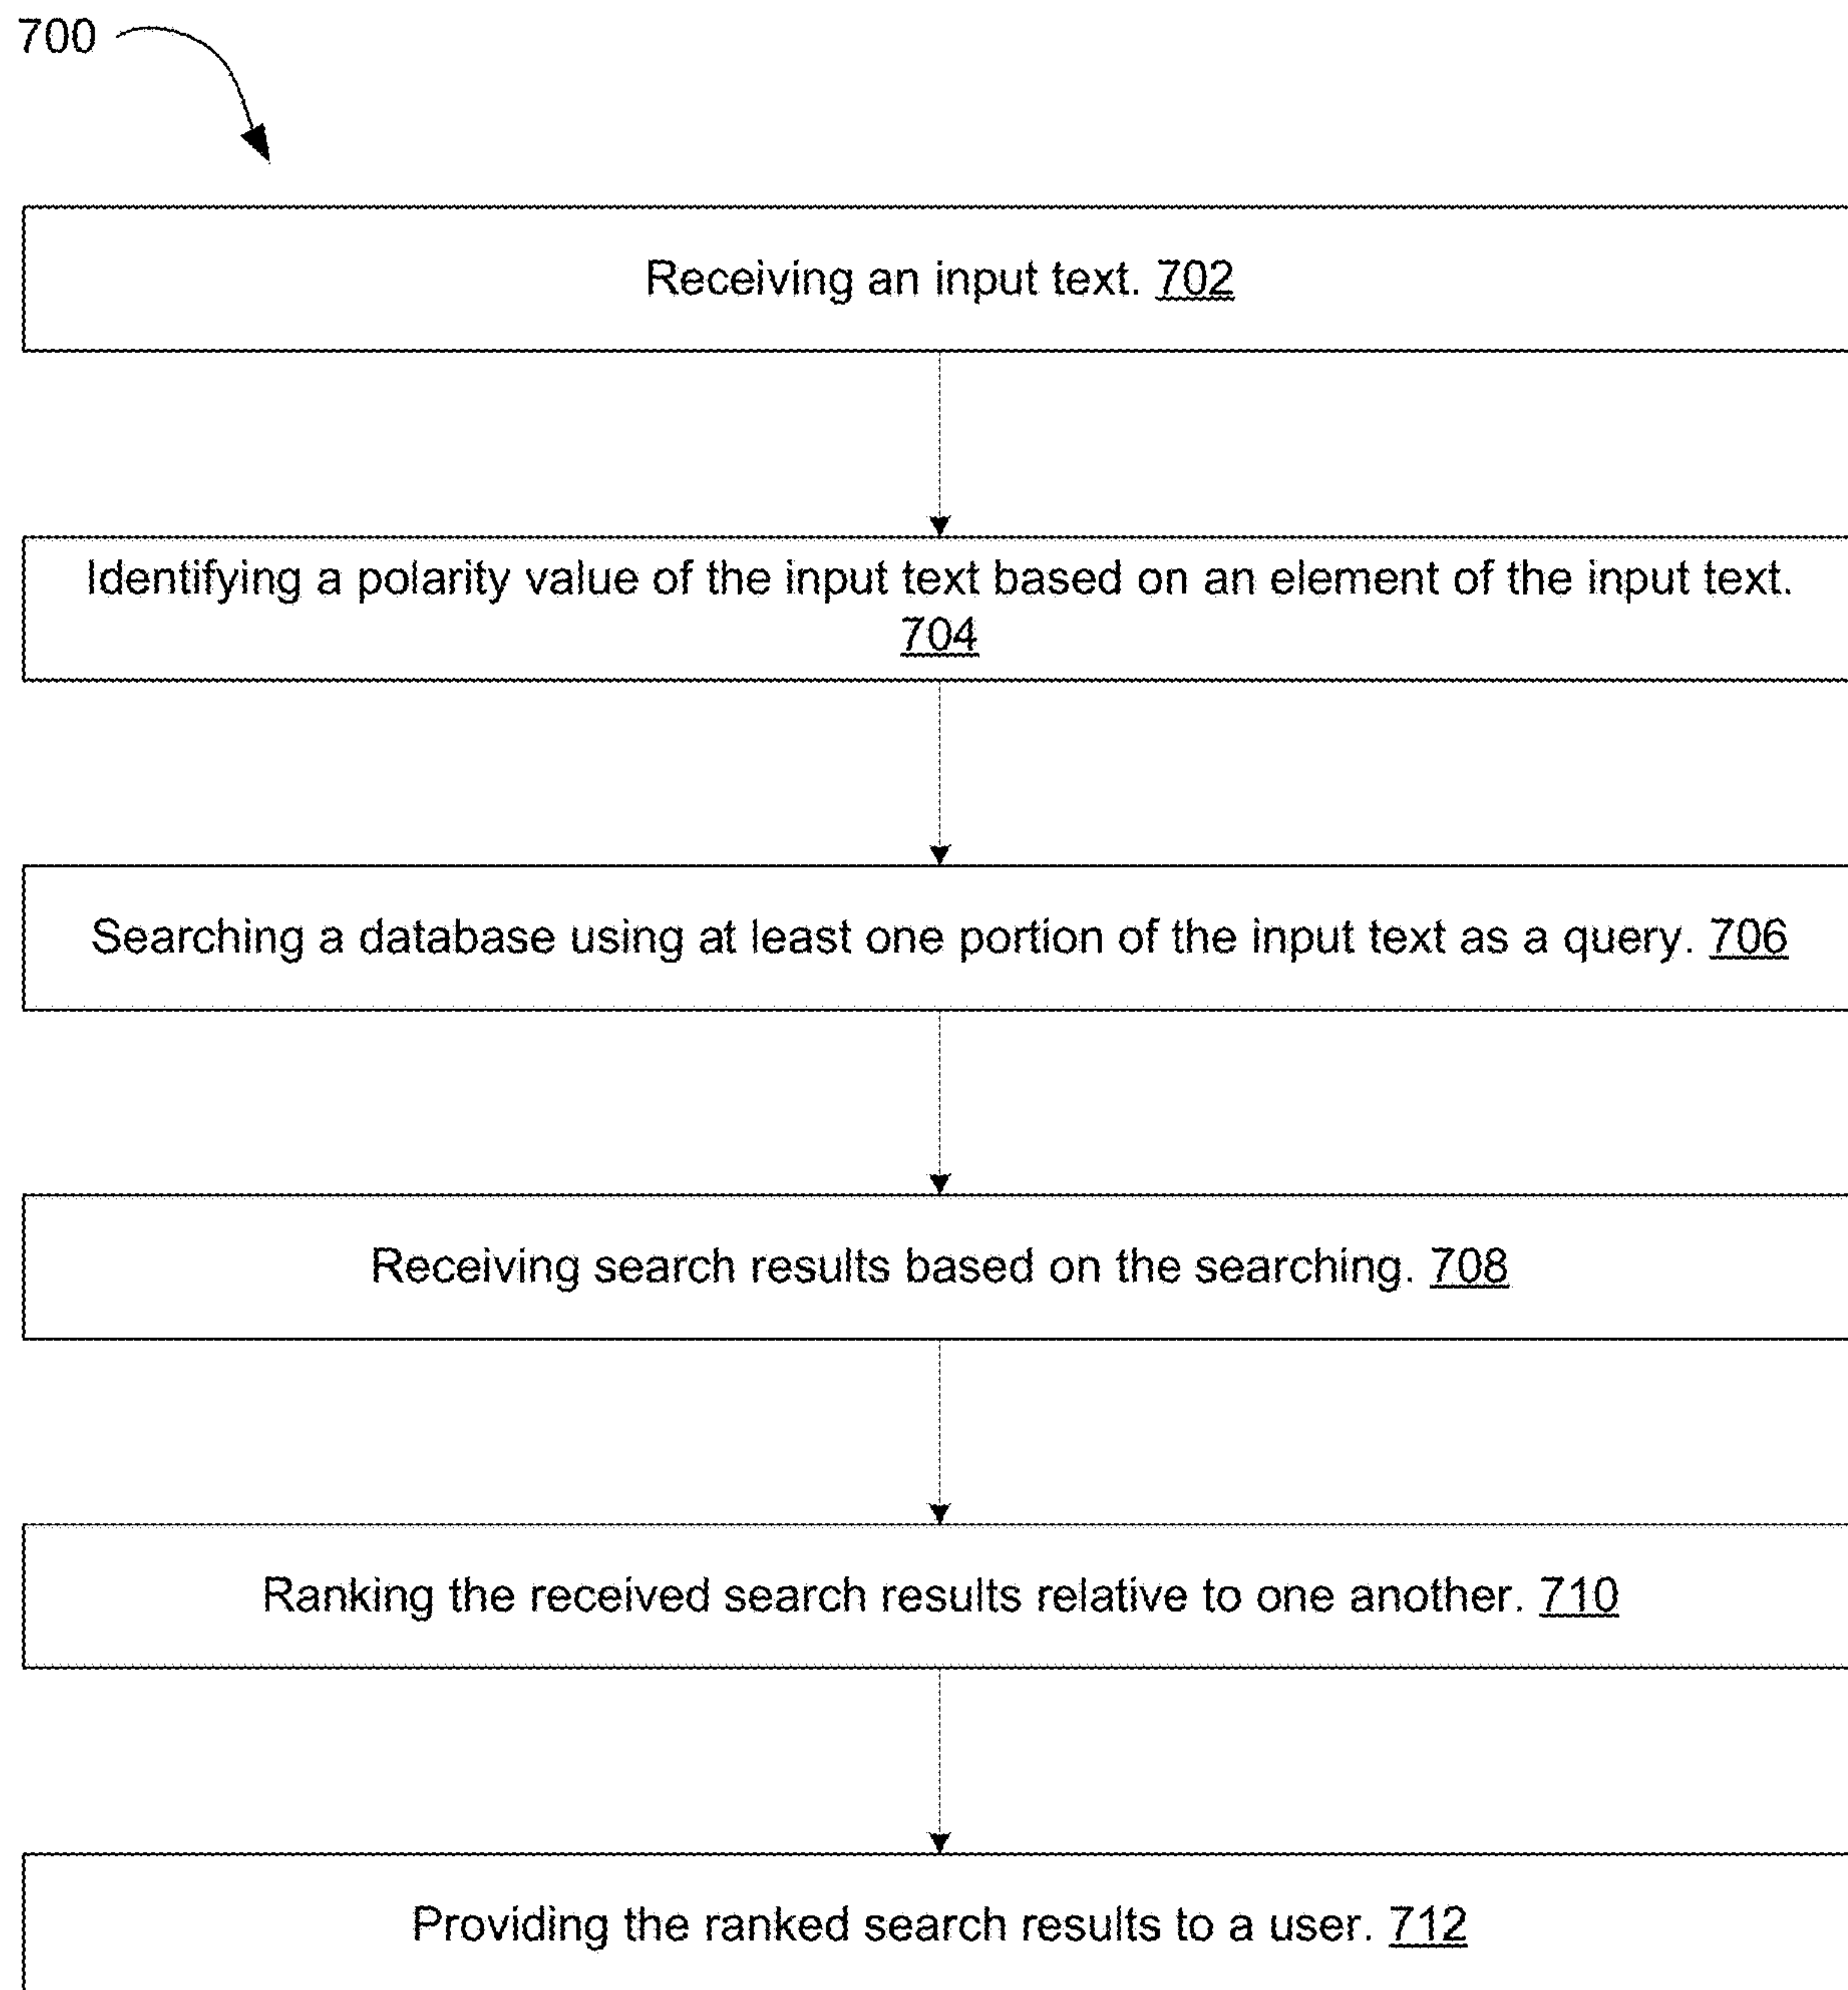 700
Receiving an input text. 702
Identifying a polarity value of the input text based on an element of the input text.
704
Searching a database using at least one portion of the input text as a query. 706
Receiving search results based on the searching. 708
Ranking the received search results relative to one another. 710
Providing the ranked search results to a user. 712